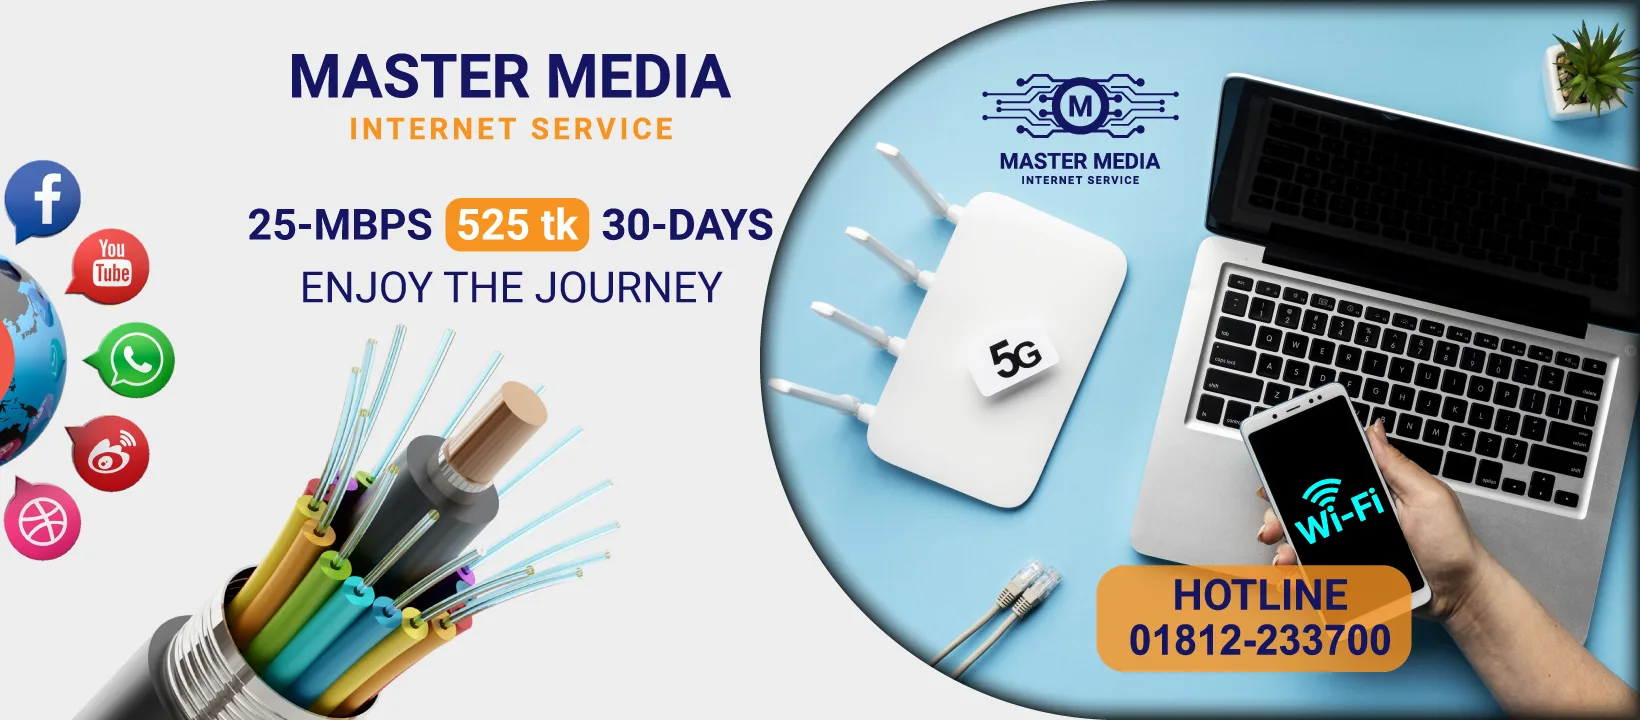 MASTER MEDIA
INTERNET SERVICE
25-MBPS 525 tk 30-DAYS
ENJOY THE JOURNEY
You
Tube
M
MASTER MEDIA
INTERNET SERVICE
5G
Wi-Fi
HOTLINE
01812-233700